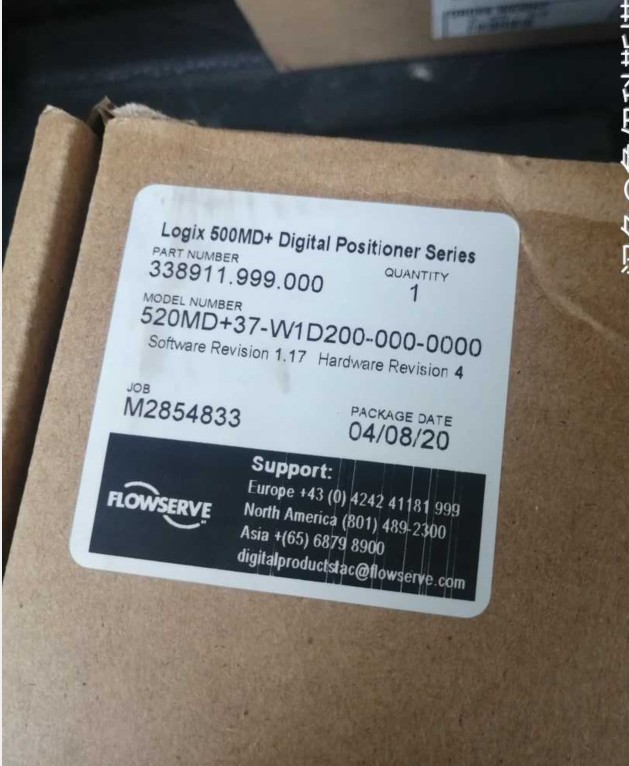 Logix 500MD+ Digital Positioner Series
PART NUMBER
338911.999.000
QUANTITY
1
MODEL NUMBER
520MD+37-W1D200-000-0000
Software Revision 1.17 Hardware Revision 4
JOB
M2854833
PACKAGE DATE
04/08/20
FLOWSERVE
Support:
Europe +43 (0) 4242 41181 999
North America (801) 489-2300
Asia +(65) 6879 8900
digitalproductstac@flowserve.com